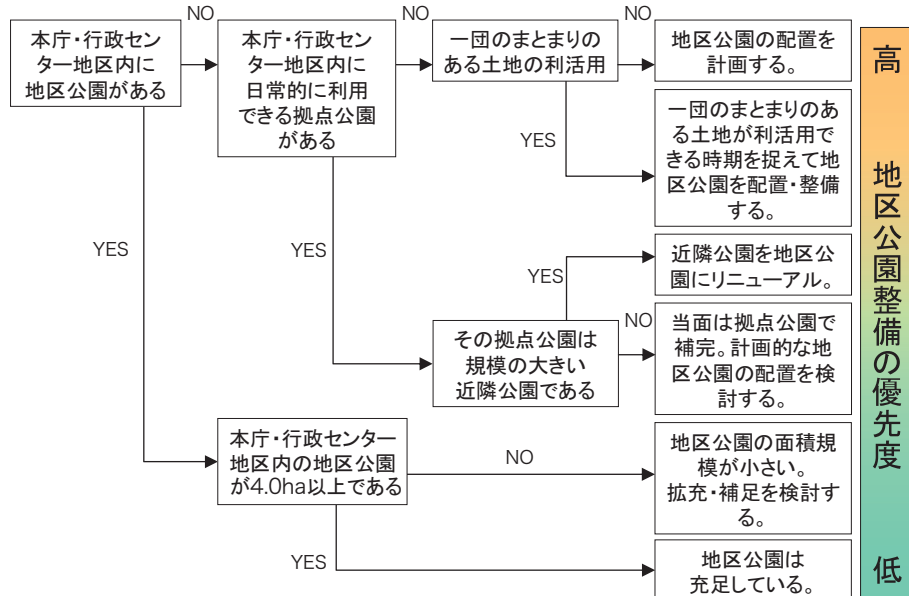 本庁・行政セン
ター地区内に
地区公園がある
NO
本庁・行政セン
ター地区内に
日常的に利用
できる拠点公園
がある
NO
一団のまとまりの
ある土地の利活用
NO
地区公園の配置を
計画する。
YES
一団のまとまりのあ
る土地が利活用で
きる時期を捉えて地
区公園を配置・整備
する。
YES
YES
その拠点公園は
規模の大きい
近隣公園である
YES
近隣公園を地区公
園にリニューアル。
NO
当面は拠点公園で
補完。計画的な地
区公園の配置を検
討する。
本庁・行政センター
地区内の地区公園
が4.0ha以上である
NO
地区公園の面積規
模が小さい。
拡充・補足を検討す
る。
YES
地区公園は
充足している。
高
地区公園整備の優先度
低